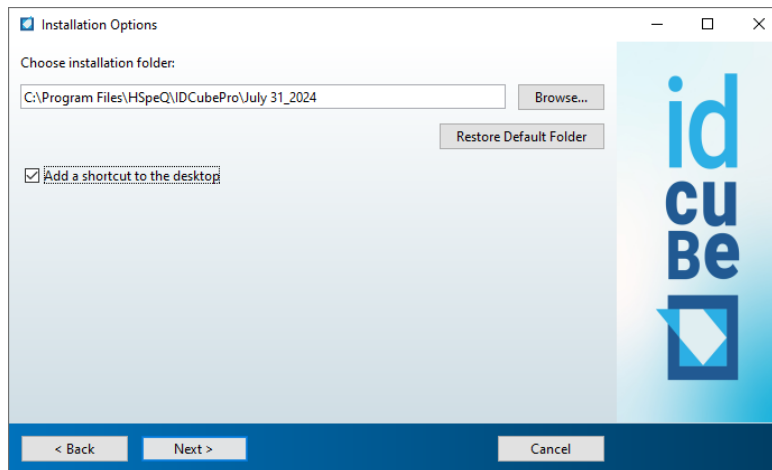 Installation Options
Choose installation folder:
C:\Program Files\HSpeQ\IDCubePro\July 31_2024
Browse...
Restore Default Folder
Add a shortcut to the desktop
id
cu
Be
< Back
Next >
Cancel